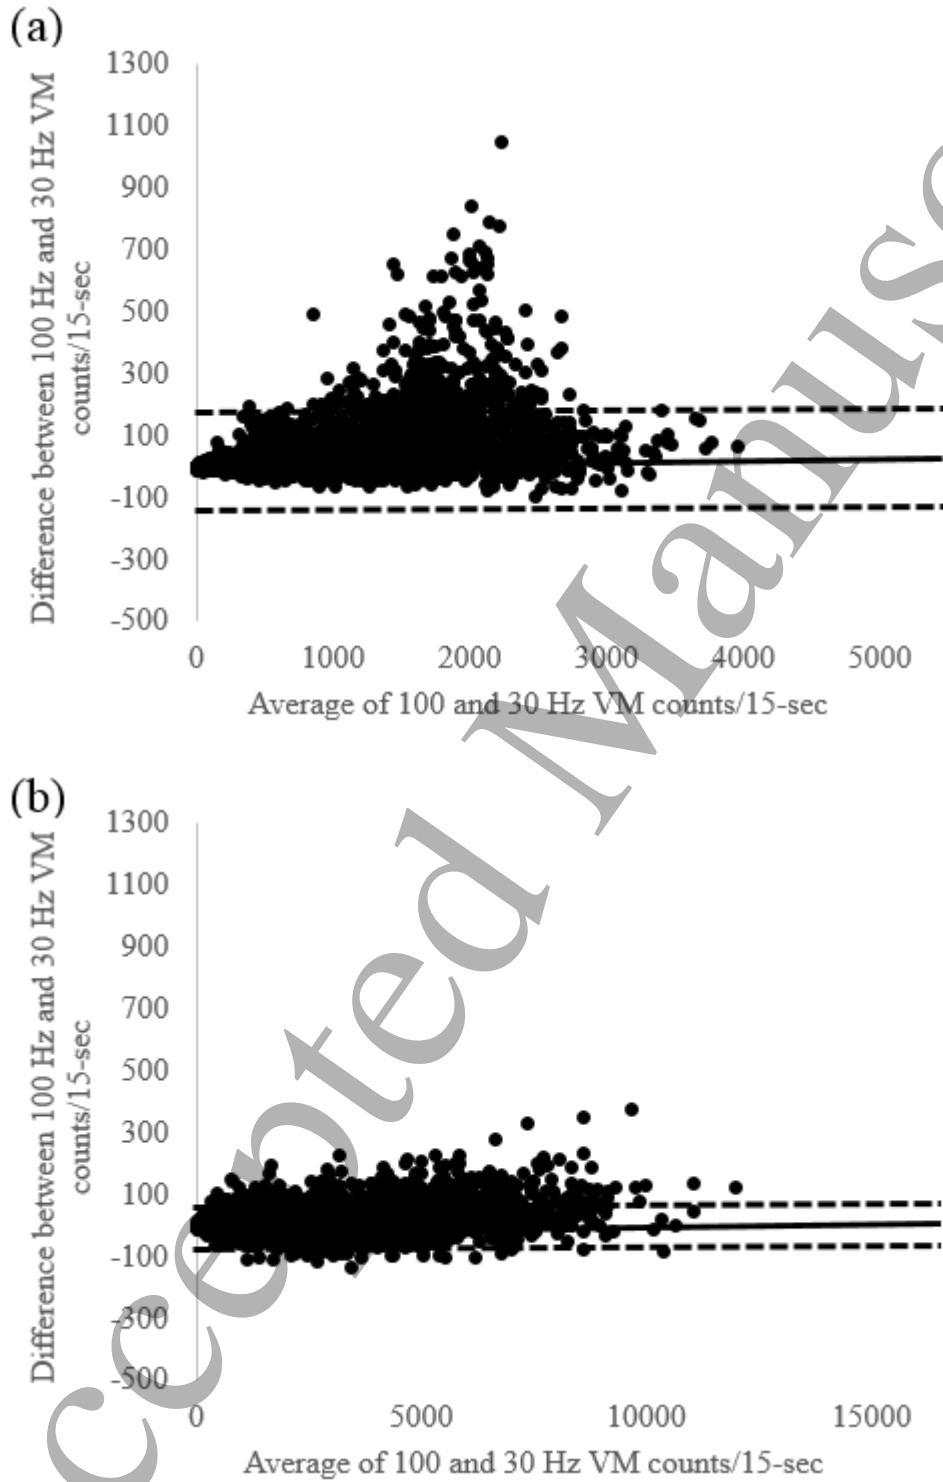 (a)
Difference between 100 Hz and 30 Hz VM
counts/15-sec
1300
1100
900
700
500
300
100
-100
-300
-500
0 1000 2000 3000 4000 5000
Average of 100 and 30 Hz VM counts/15-sec
(b)
Difference between 100 Hz and 30 Hz VM
counts/15-sec
1300
1100
900
700
500
300
100
-100
-300
-500
0 5000 10000 15000
Average of 100 and 30 Hz VM counts/15-sec
ccepted Manusc